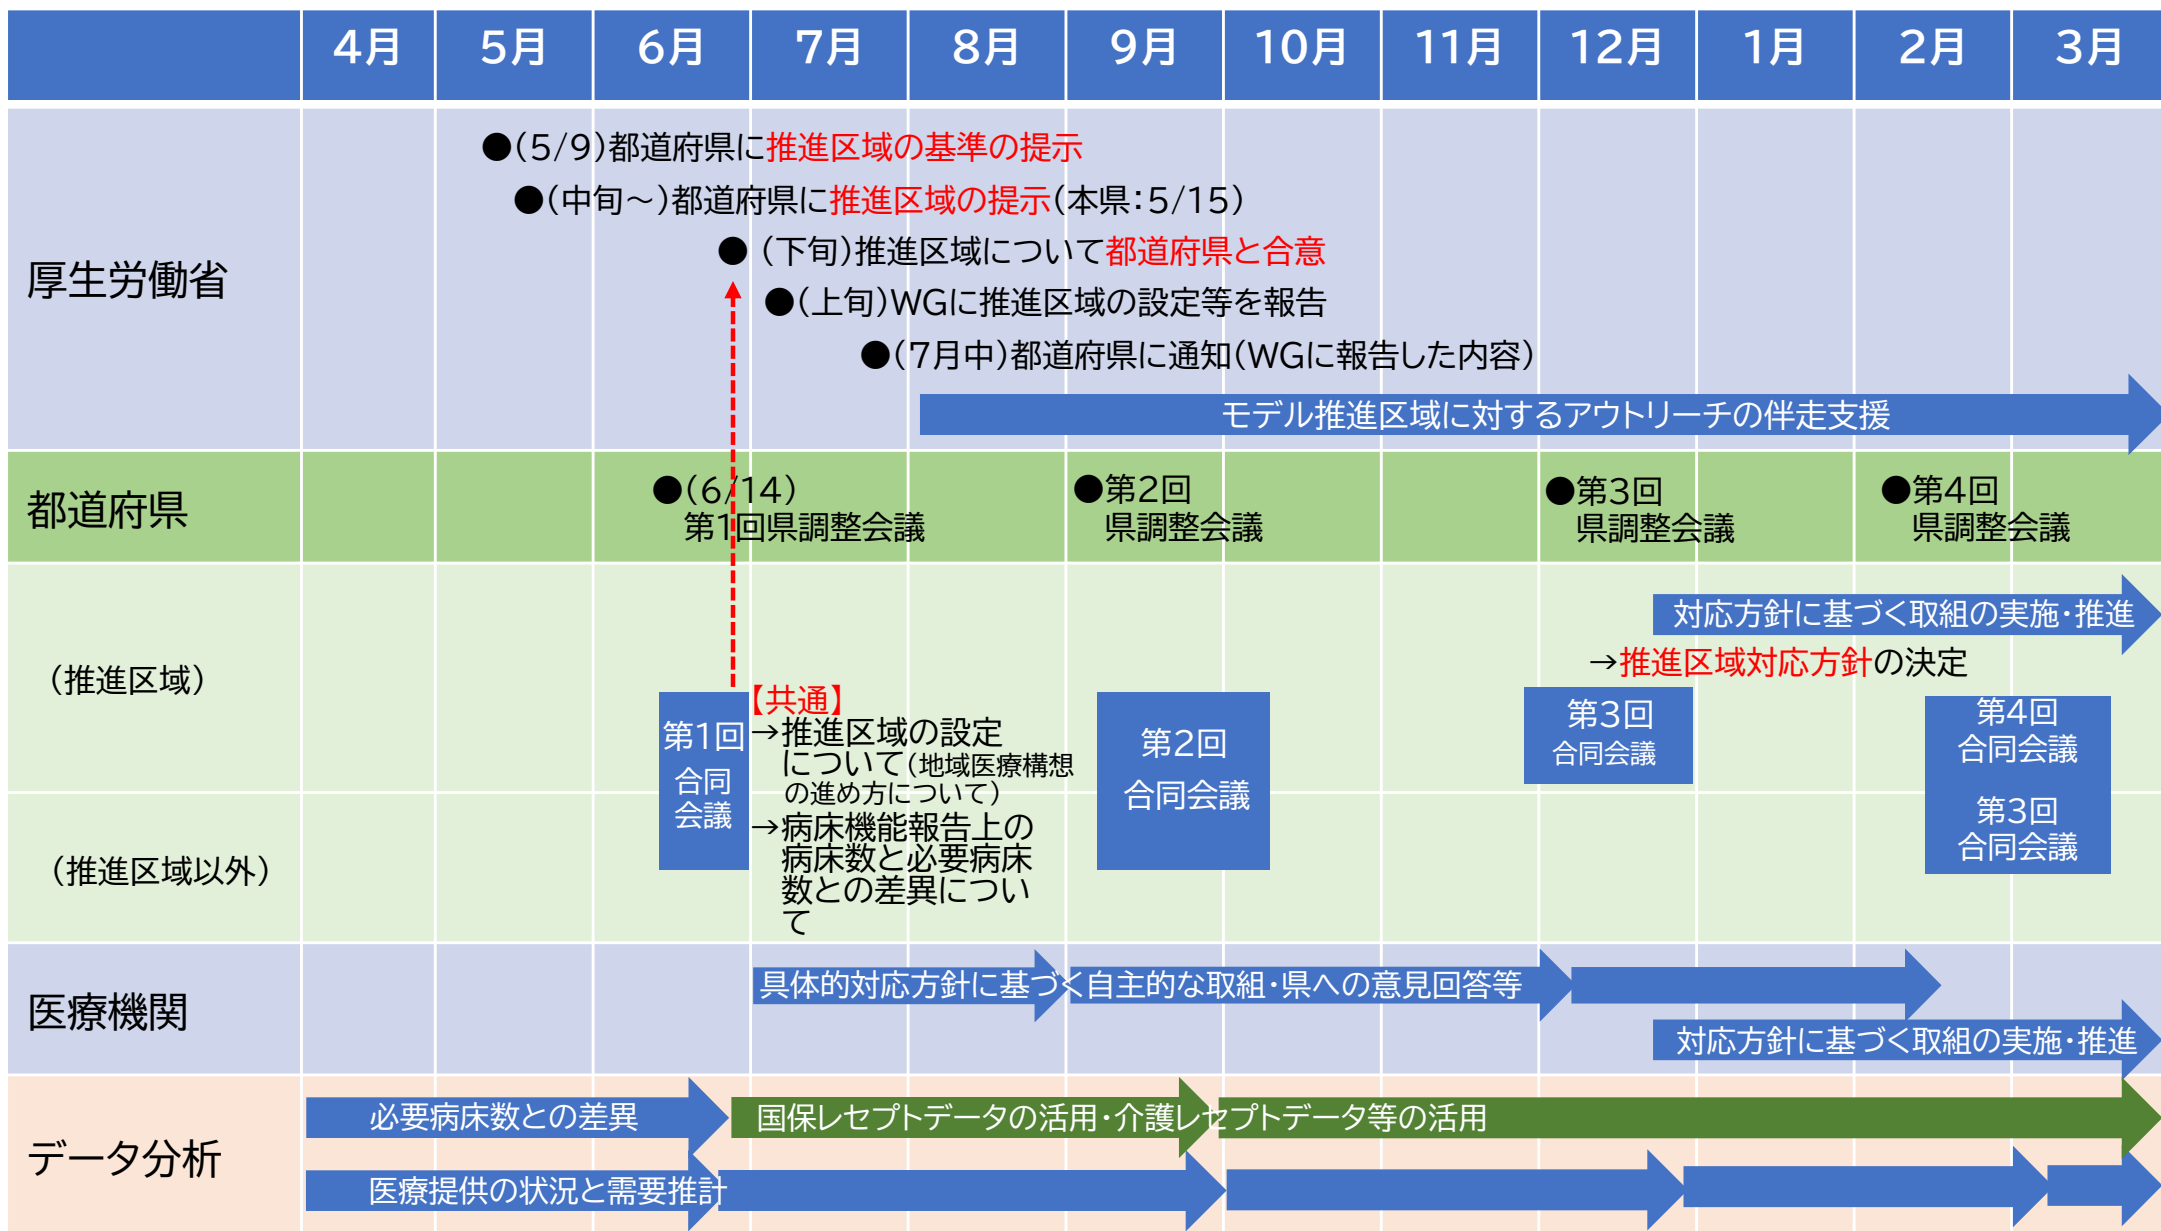 4月 5月 6月 7月 8月 9月 10月 11月 12月 1月 2月 3月
厚生労働省
●(5/9)都道府県に推進区域の基準の提示
●(中旬~)都道府県に推進区域の提示(本県:5/15)
● (下旬)推進区域について都道府県と合意
●(上旬)WGに推進区域の設定等を報告
●(7月中)都道府県に通知(WGに報告した内容)
モデル推進区域に対するアウトリーチの伴走支援
都道府県
●(6/14)
第1回県調整会議
●第2回
県調整会議
●第3回
県調整会議
●第4回
県調整会議
(推進区域)
対応方針に基づく取組の実施・推進
→推進区域対応方針の決定
第1回
合同
会議
【共通】
→推進区域の設定
について(地域医療構想
の進め方について)
→病床機能報告上の
病床数と必要病床
数との差異につい
て
第2回
合同会議
第3回
合同会議
第4回
合同会議
第3回
合同会議
(推進区域以外)
医療機関
具体的対応方針に基づく自主的な取組・県への意見回答等
対応方針に基づく取組の実施・推進
データ分析
必要病床数との差異
国保レセプトデータの活用・介護レセプトデータ等の活用
医療提供の状況と需要推計